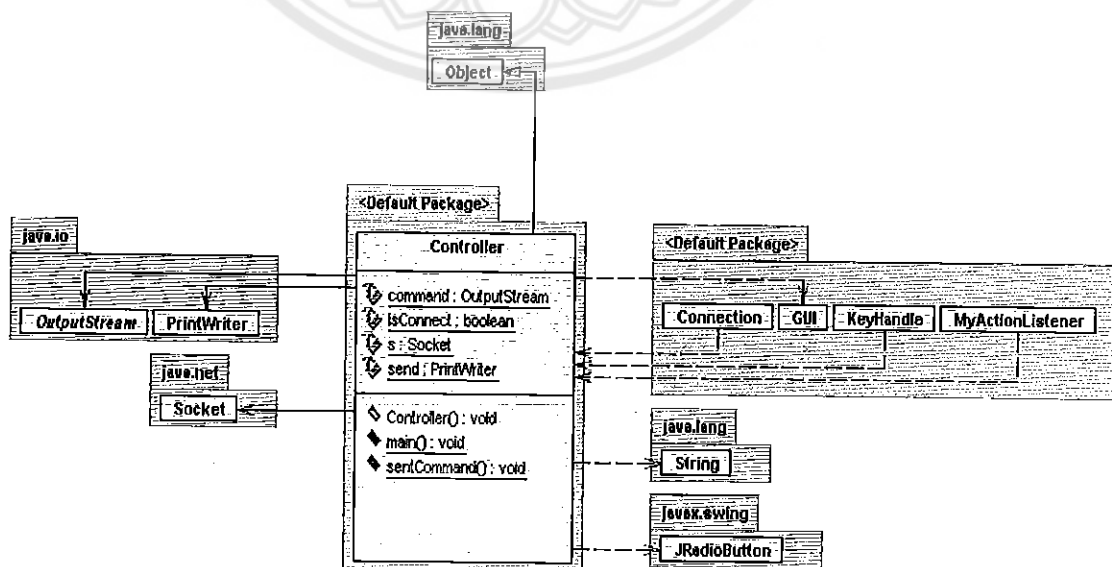 java.lang
Object
<Default Package>
Controller
command : OutputStream
isConnect : boolean
s : Socket
send : PrintWriter
Controller() : void
main() : void
sentCommand() : void
java.io
OutputStream
PrintWriter
java.net
Socket
<Default Package>
Connection
GUI
KeyHandle
MyActionListener
java.lang
String
javax.swing
JRadioButton